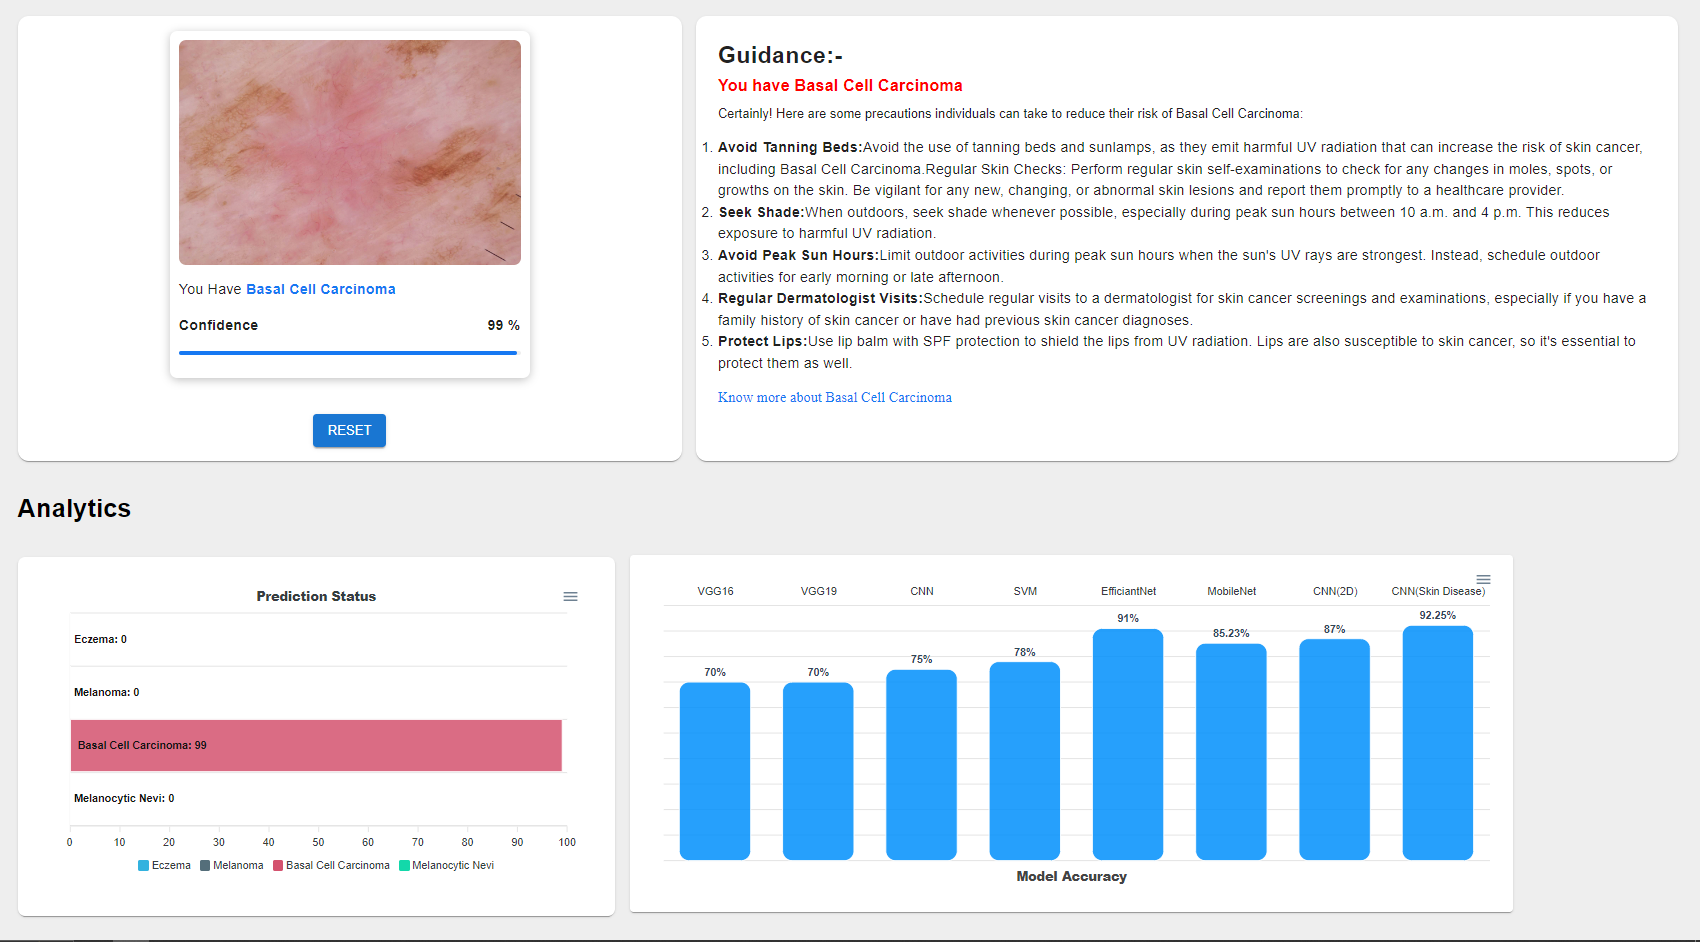 Guidance:-
You have Basal Cell Carcinoma
Certainly! Here are some precautions individuals can take to reduce their risk of Basal Cell Carcinoma:
1. Avoid Tanning Beds:Avoid the use of tanning beds and sunlamps, as they emit harmful UV radiation that can increase the risk of skin cancer,
including Basal Cell Carcinoma.Regular Skin Checks: Perform regular skin self-examinations to check for any changes in moles, spots, or
growths on the skin. Be vigilant for any new, changing, or abnormal skin lesions and report them promptly to a healthcare provider.
2. Seek Shade:When outdoors, seek shade whenever possible, especially during peak sun hours between 10 a.m. and 4 p.m. This reduces
exposure to harmful UV radiation.
3. Avoid Peak Sun Hours:Limit outdoor activities during peak sun hours when the sun's UV rays are strongest. Instead, schedule outdoor
activities for early morning or late afternoon.
4. Regular Dermatologist Visits:Schedule regular visits to a dermatologist for skin cancer screenings and examinations, especially if you have a
family history of skin cancer or have had previous skin cancer diagnoses.
5. Protect Lips:Use lip balm with SPF protection to shield the lips from UV radiation. Lips are also susceptible to skin cancer, so it's essential to
protect them as well.
Know more about Basal Cell Carcinoma
You Have Basal Cell Carcinoma
Confidence 99 %
RESET
Analytics
Prediction Status
Eczema: 0
Melanoma: 0
Basal Cell Carcinoma: 99
Melanocytic Nevi: 0
0 10 20 30 40 50 60 70 80 90 100
Eczema Melanoma Basal Cell Carcinoma Melanocytic Nevi
VGG16 VGG19 CNN SVM EfficiantNet MobileNet CNN(2D) CNN(Skin Disease)
70% 70% 75% 78% 91% 85.23% 87% 92.25%
Model Accuracy